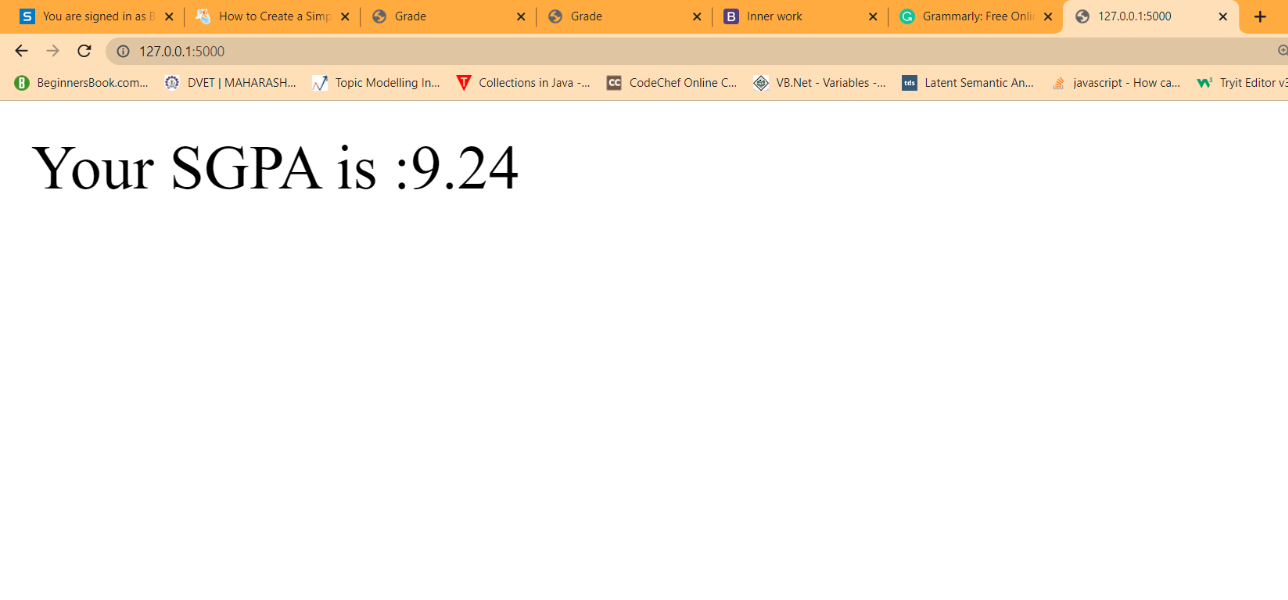 You are signed in as B
How to Create a Simp
Grade
Grade
Inner work
Grammarly: Free Onli
127.0.0.1:5000
127.0.0.1:5000
BeginnersBook.com...
DVET | MAHARASH...
Topic Modelling In...
Collections in Java -...
CodeChef Online C...
VB.Net - Variables -...
Latent Semantic An...
javascript - How ca...
Tryit Editor v3
Your SGPA is :9.24